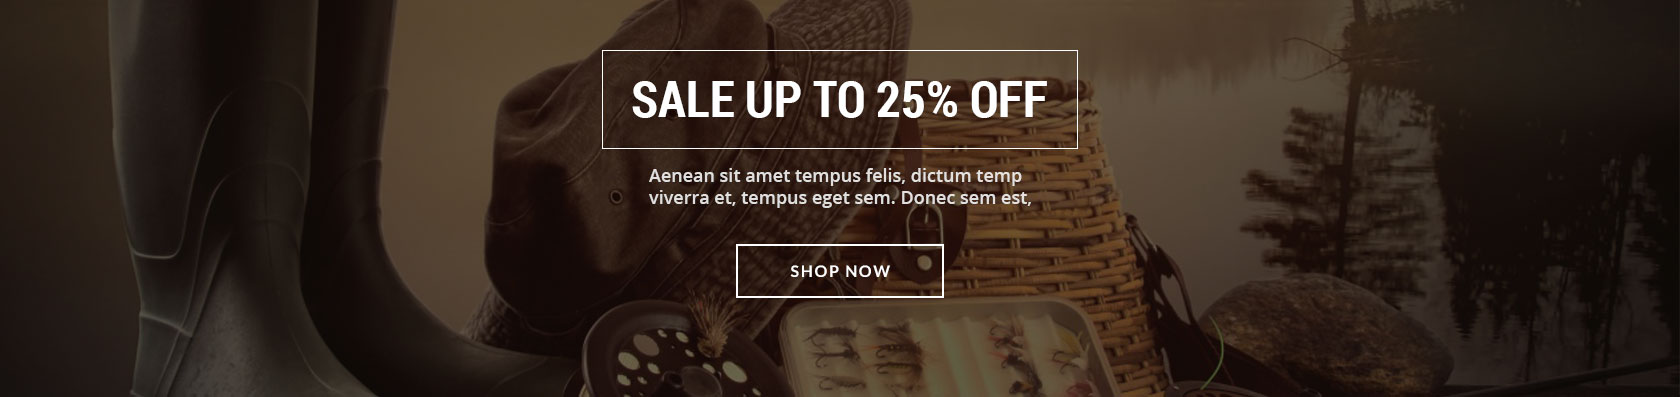 SALE UP TO 25% OFF
Aenean sit amet tempus felis, dictum temp
viverra et, tempus eget sem. Donec sem est,
SHOP NOW